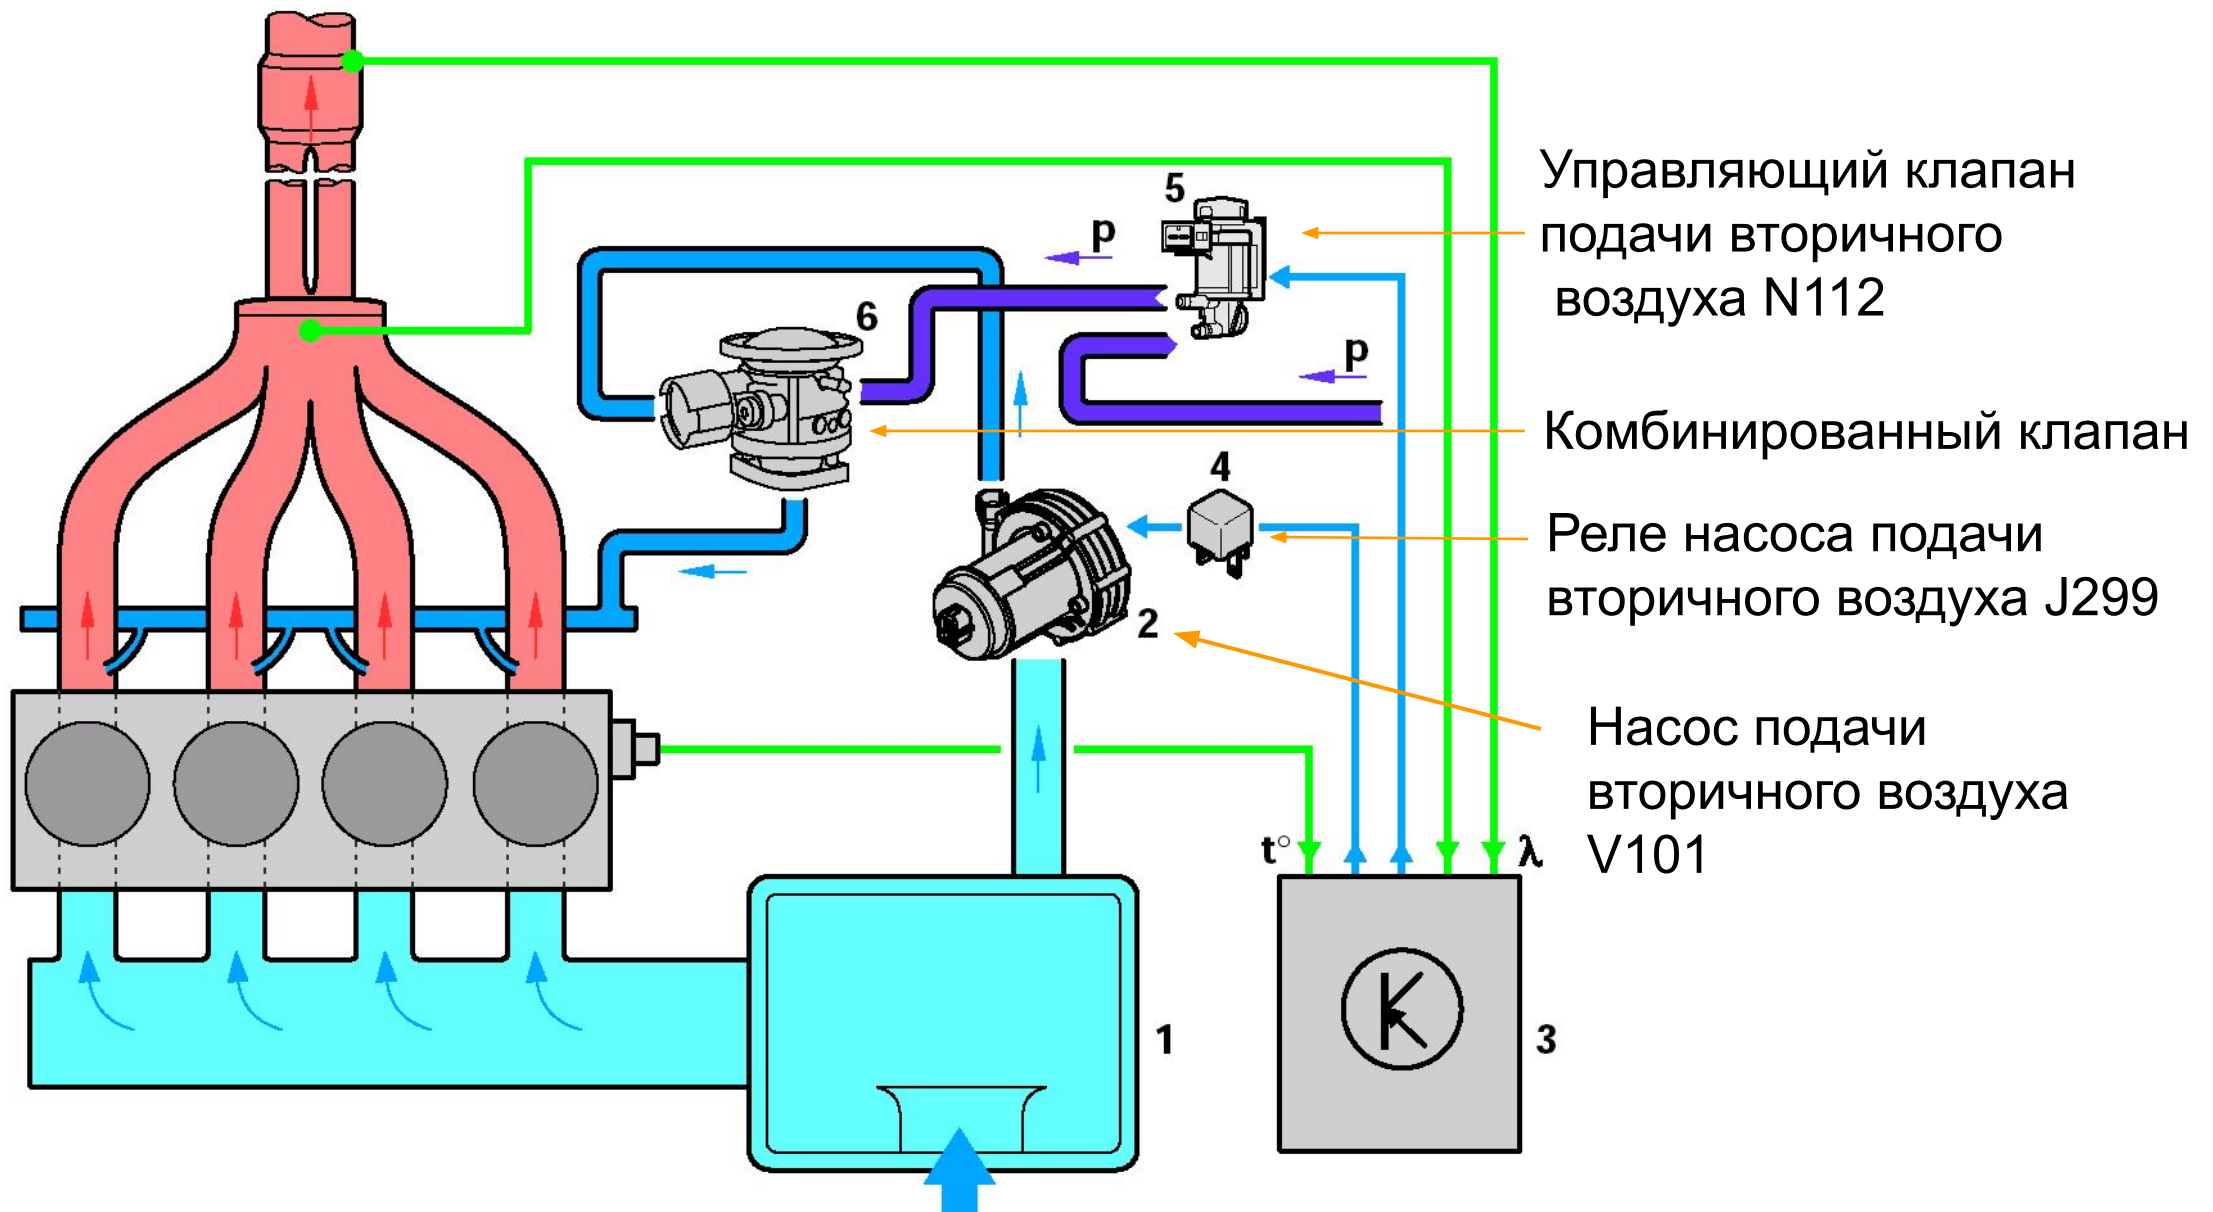 5
Управляющий клапан
подачи вторичного
воздуха N112
p
6
p
Комбинированный клапан
4
Реле насоса подачи
вторичного воздуха J299
2
Насос подачи
вторичного воздуха
V101
t° λ
1
3